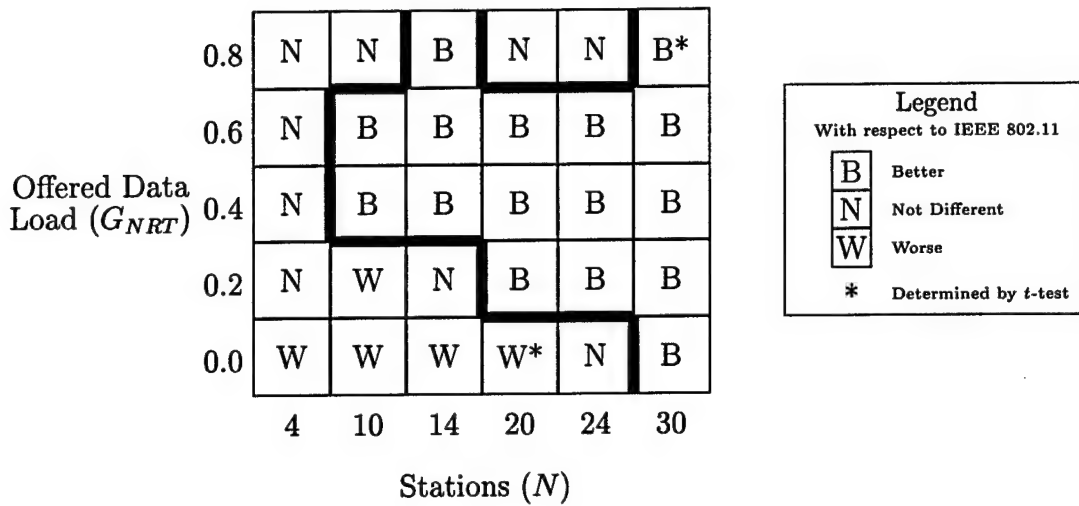 0.8 N N B N N B*
0.6 N B B B B B
Offered Data
Load (G_NRT) 0.4 N B B B B B
0.2 N W N B B B
0.0 W W W W* N B
4 10 14 20 24 30
Stations (N)
Legend
With respect to IEEE 802.11
B Better
N Not Different
W Worse
* Determined by t-test